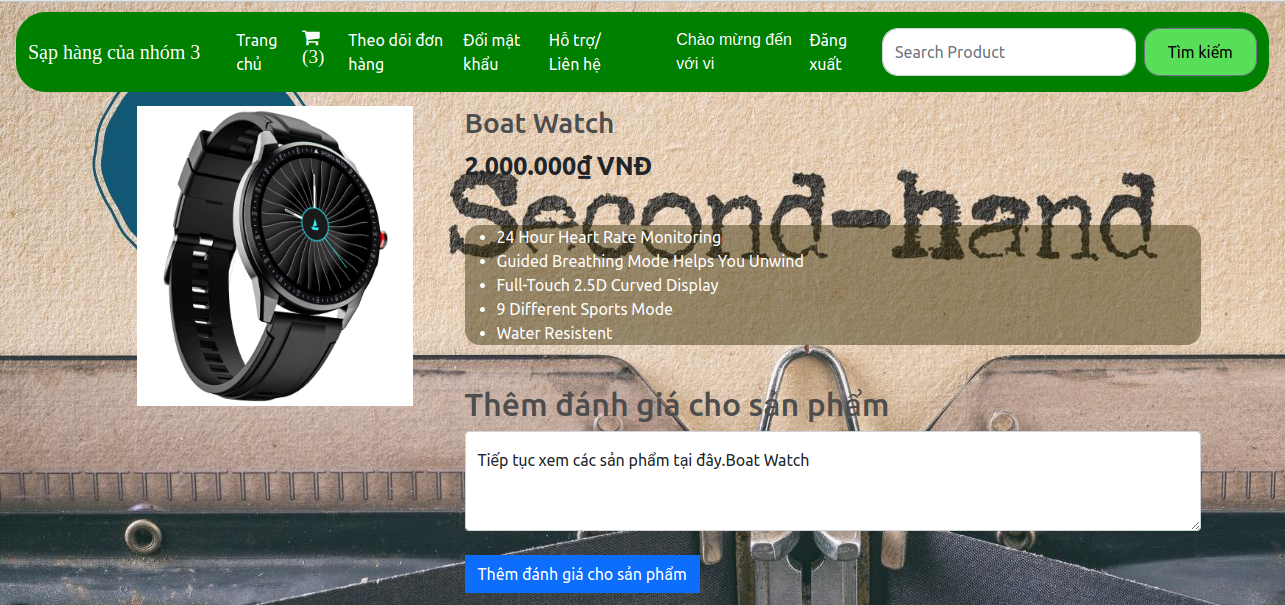 Sạp hàng của nhóm 3
Trang
chủ
(3)
Theo dõi đơn
hàng
Đổi mật
khẩu
Hỗ trợ/
Liên hệ
Chào mừng đến
với vi
Đăng
xuất
Search Product
Tìm kiếm
Boat Watch
2.000.000₫ VNĐ
Second-hand
24 Hour Heart Rate Monitoring
Guided Breathing Mode Helps You Unwind
Full-Touch 2.5D Curved Display
9 Different Sports Mode
Water Resistent
Thêm đánh giá cho sản phẩm
Tiếp tục xem các sản phẩm tại đây.Boat Watch
Thêm đánh giá cho sản phẩm